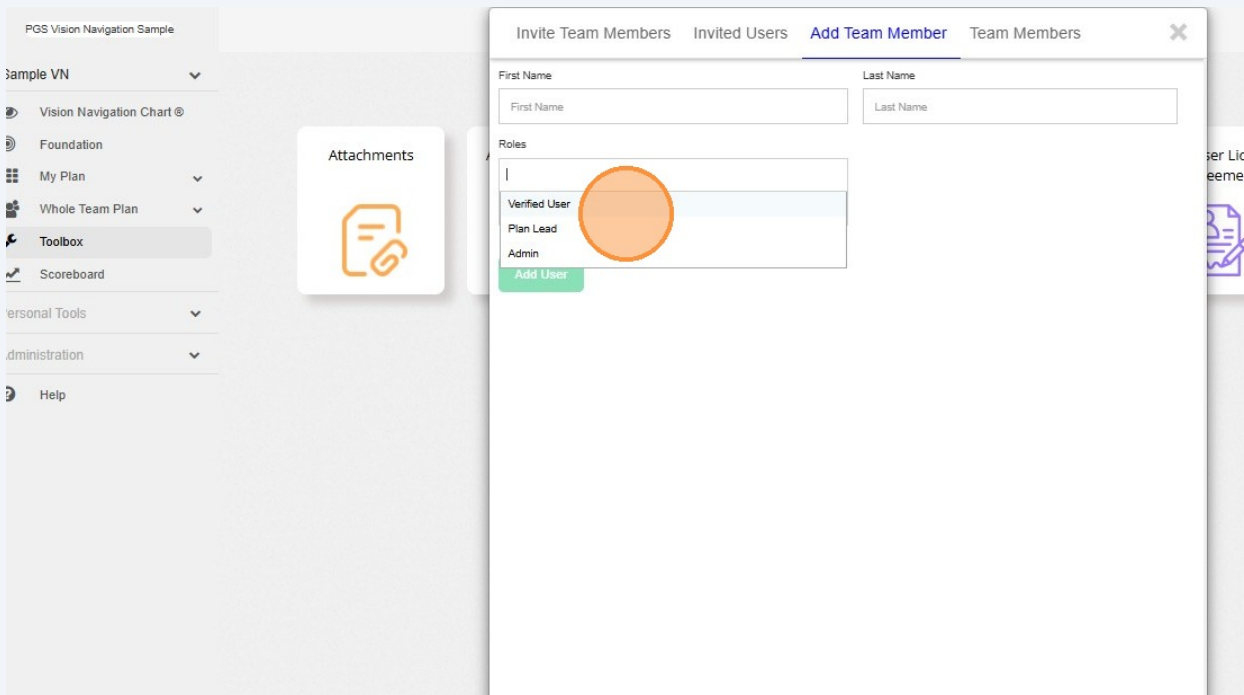 PGS Vision Navigation Sample
Sample VN
Vision Navigation Chart ®
Foundation
My Plan
Whole Team Plan
Toolbox
Scoreboard
Personal Tools
Administration
Help
Attachments
Invite Team Members
Invited Users
Add Team Member
Team Members
First Name
Last Name
First Name
Last Name
Roles
Verified User
Plan Lead
Admin
Add User